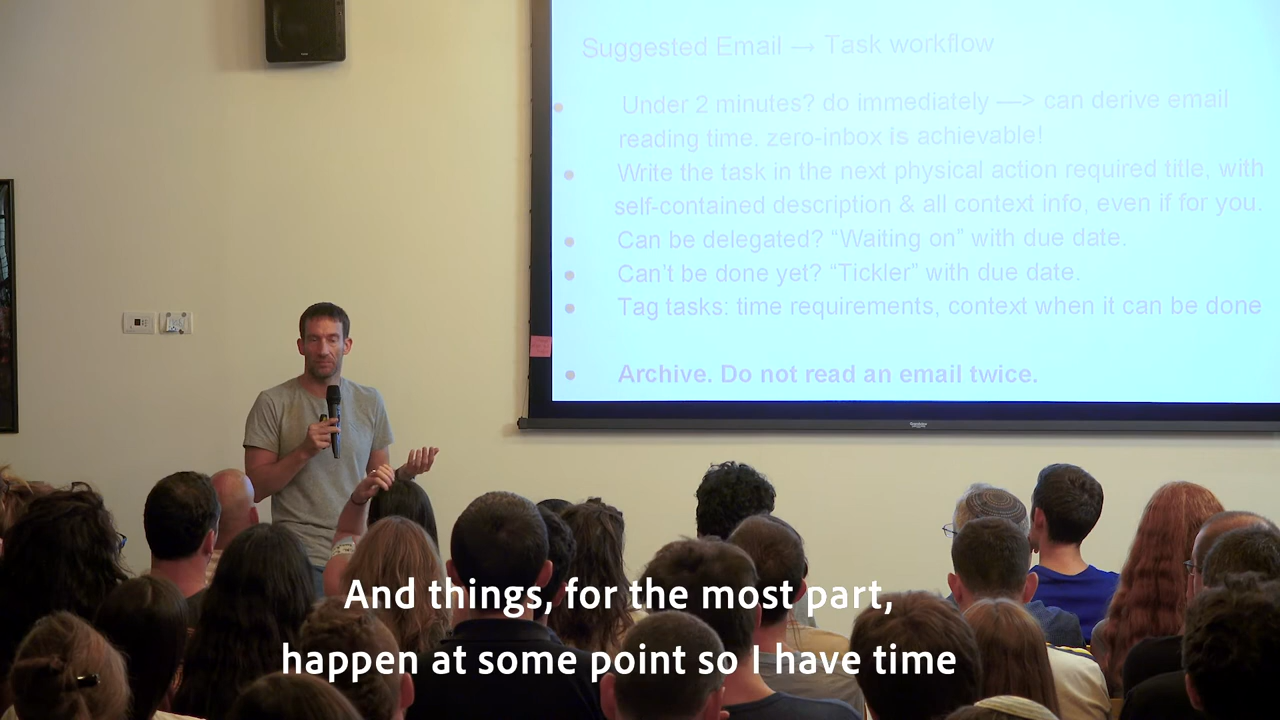 Suggested Email → Task workflow
Under 2 minutes? do immediately —> can derive email
reading time. zero-inbox is achievable!
Write the task in the next physical action required title, with
self-contained description & all context info, even if for you.
Can be delegated? “Waiting on” with due date.
Can’t be done yet? “Tickler” with due date.
Tag tasks: time requirements, context when it can be done
Archive. Do not read an email twice.
And things, for the most part,
happen at some point so I have time